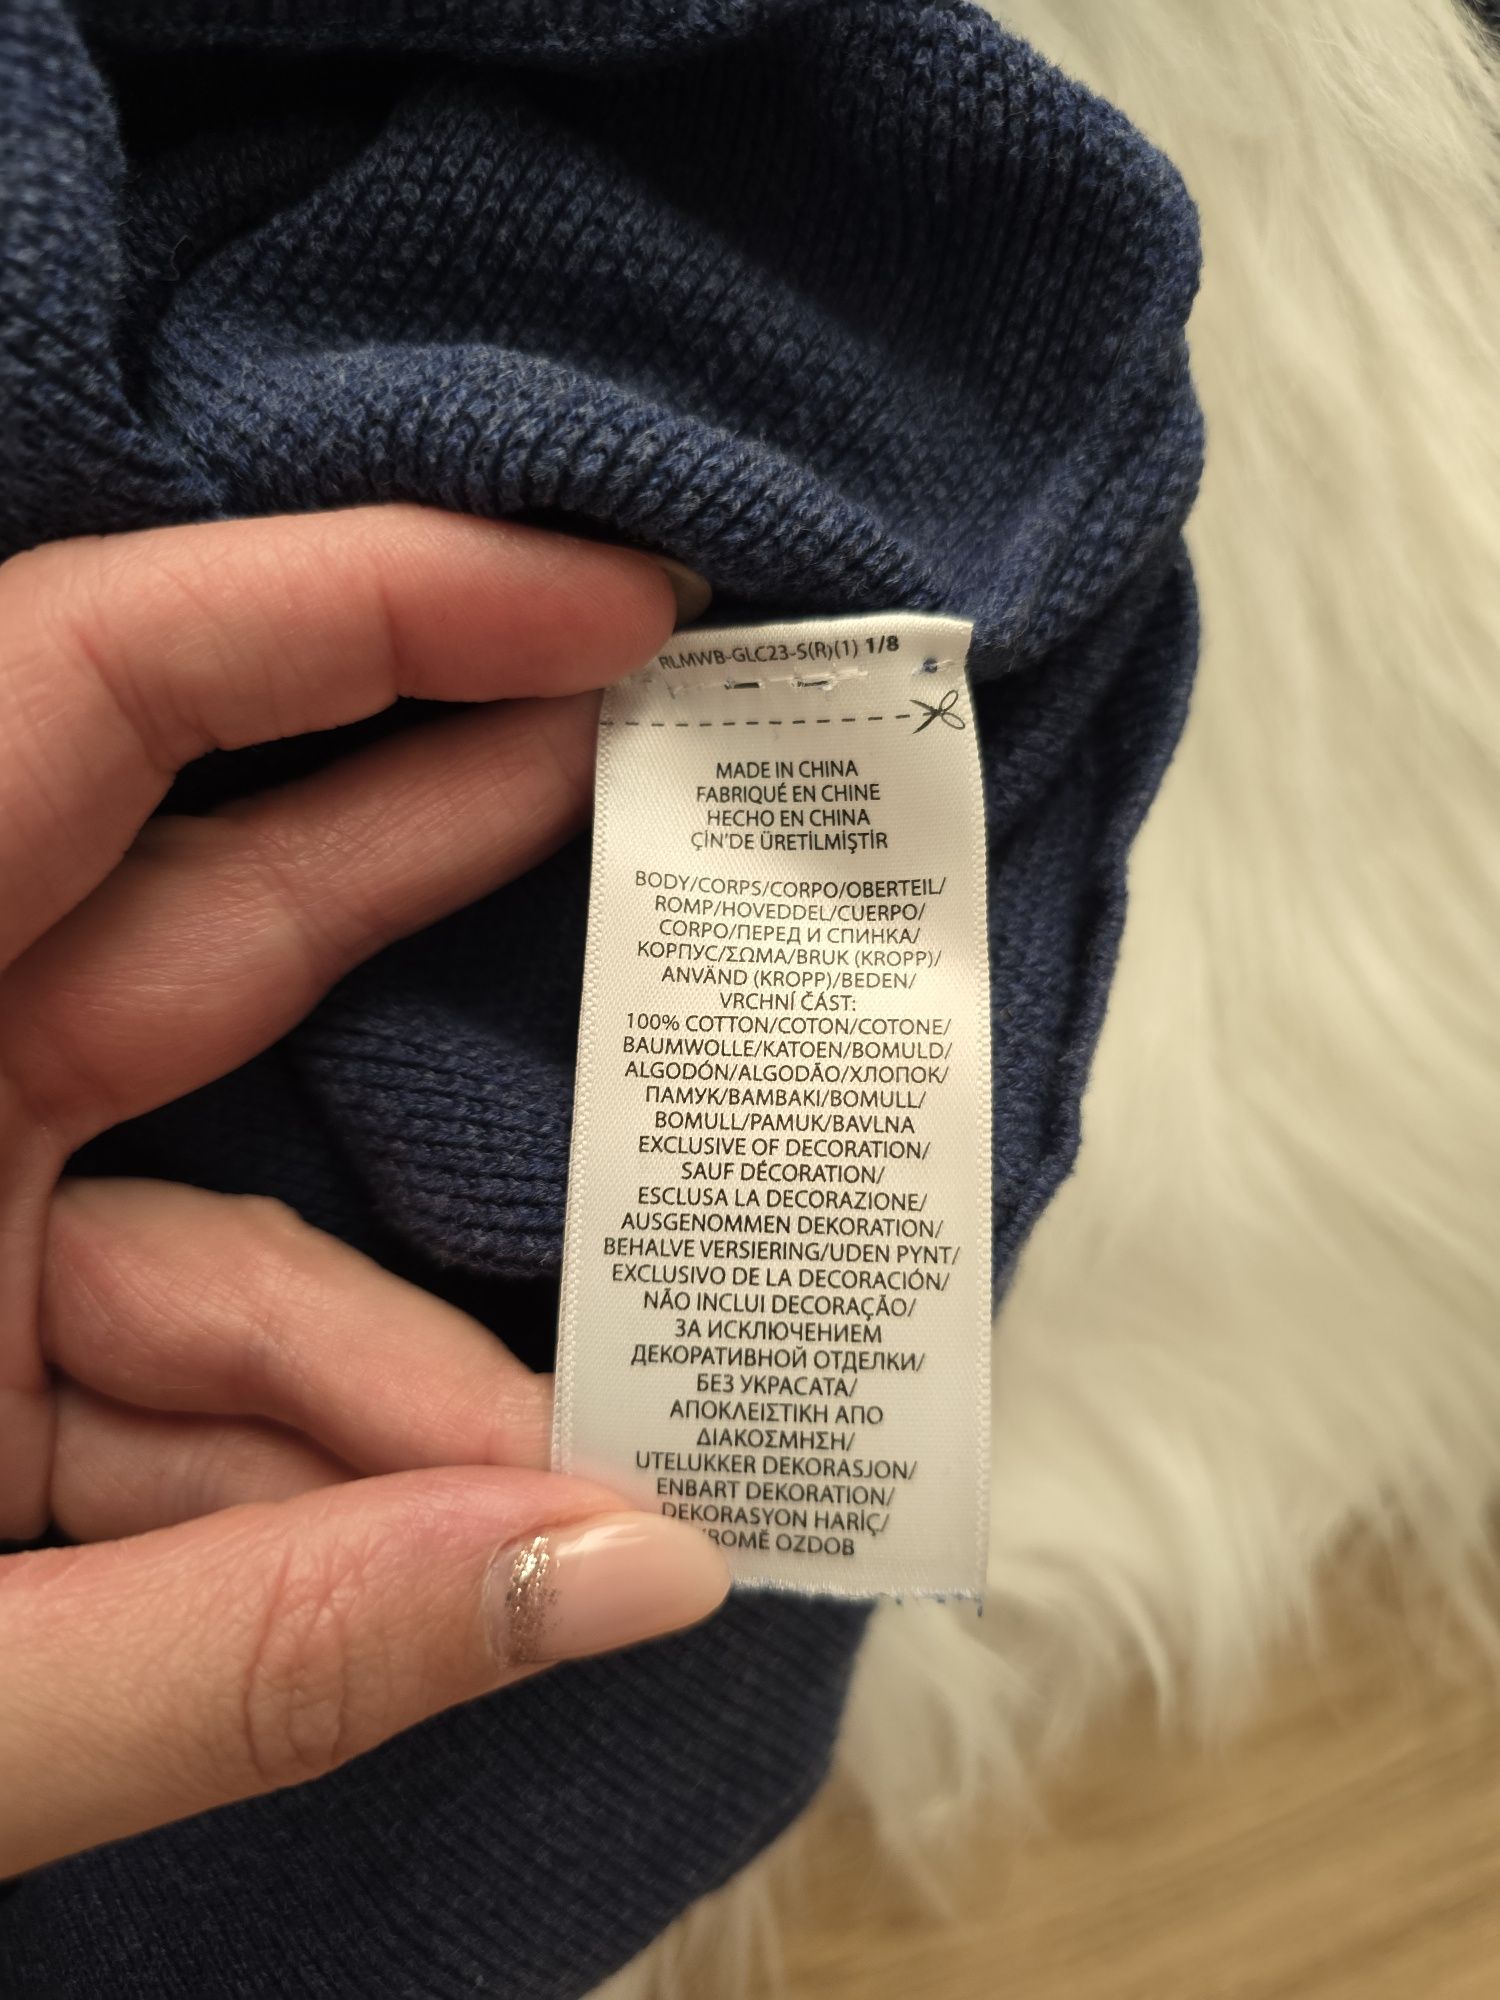 RLMWB-GLC23-S(R)(1) 1/8
MADE IN CHINA
FABRIQUÉ EN CHINE
HECHO EN CHINA
ÇİN'DE ÜRETİLMİŞTİR
BODY/CORPS/CORPO/OBERTEIL/
ROMP/HOVEDDEL/CUERPO/
CORPO/ПЕРЕД И СПИНКА/
КОРПУС/ΣΩΜΑ/BRUK (KROPP)/
ANVÄND (KROPP)/BEDEN/
VRCHNÍ ČÁST:
100% COTTON/COTON/COTONE/
BAUMWOLLE/KATOEN/BOMULD/
ALGODÓN/ALGODÃO/ХЛОПОК/
ПАМУК/ΒΑΜΒΑΚΙ/BOMULL/
BOMULL/PAMUK/BAVLNA
EXCLUSIVE OF DECORATION/
SAUF DÉCORATION/
ESCLUSA LA DECORAZIONE/
AUSGENOMMEN DEKORATION/
BEHALVE VERSIERING/UDEN PYNT/
EXCLUSIVO DE LA DECORACIÓN/
NÃO INCLUI DECORAÇÃO/
ЗА ИСКЛЮЧЕНИЕМ
ДЕКОРАТИВНОЙ ОТДЕЛКИ/
БЕЗ УКРАСАТА/
ΑΠΟΚΛΕΙΣΤΙΚΗ ΑΠΟ
ΔΙΑΚΟΣΜΗΣΗ/
UTELUKKER DEKORASJON/
ENBART DEKORATION/
DEKORASYON HARİÇ/
OZDOB